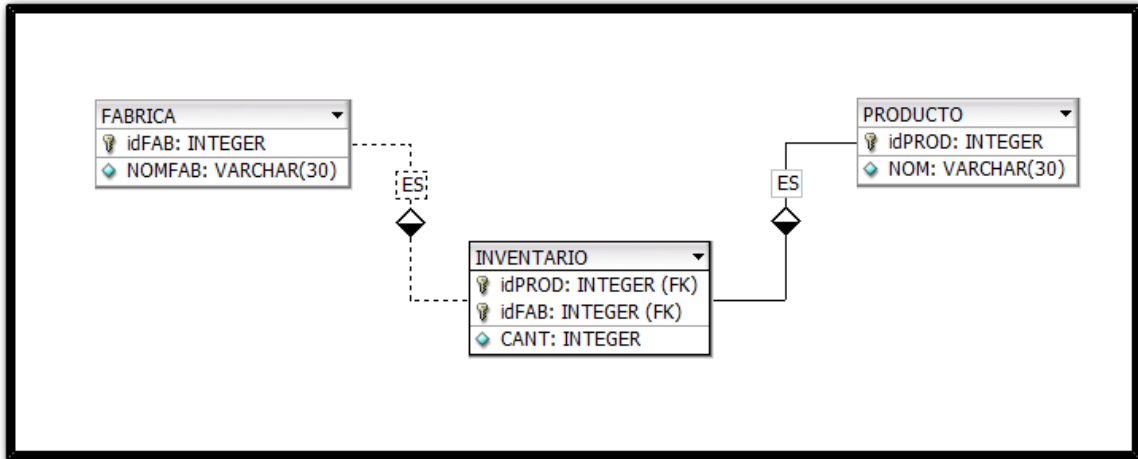 FABRICA
idFAB: INTEGER
NOMFAB: VARCHAR(30)
ES
PRODUCTO
idPROD: INTEGER
NOM: VARCHAR(30)
ES
INVENTARIO
idPROD: INTEGER (FK)
idFAB: INTEGER (FK)
CANT: INTEGER